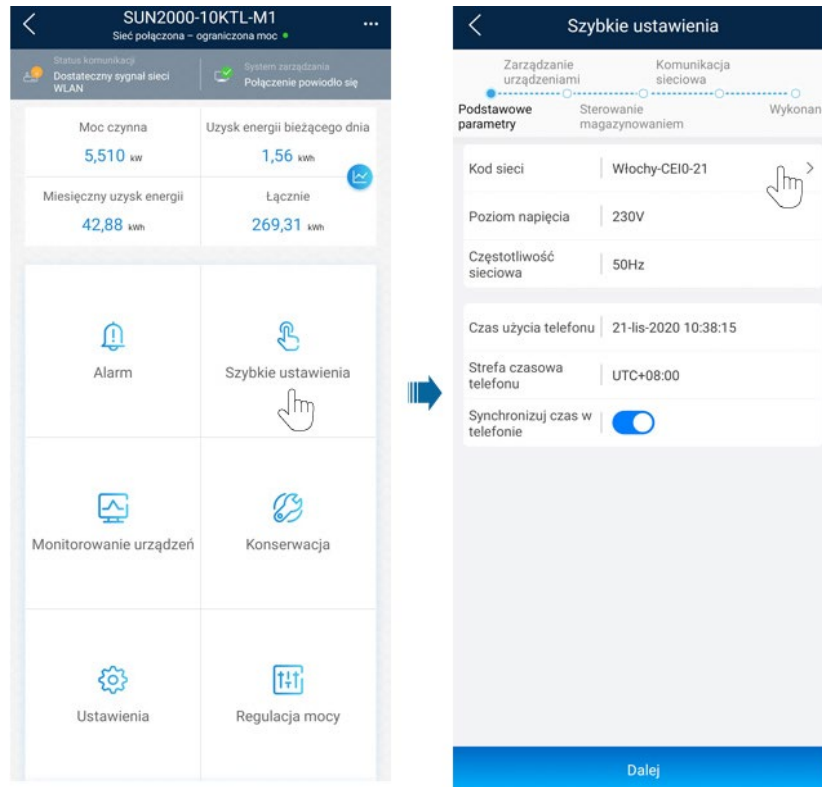 SUN2000-10KTL-M1
Sieć połączona – ograniczona moc
Status komunikacji
Dostateczny sygnał sieci
WLAN
System zarządzania
Połączenie powiodło się
Moc czynna
5,510 kW
Uzysk energii bieżącego dnia
1,56 kWh
Miesięczny uzysk energii
42,88 kWh
Łącznie
269,31 kWh
Alarm
Szybkie ustawienia
Monitorowanie urządzeń
Konserwacja
Ustawienia
Regulacja mocy
Szybkie ustawienia
Zarządzanie
urządzeniami
Komunikacja
sieciowa
Podstawowe
parametry
Sterowanie
magazynowaniem
Wykonan
Kod sieci
Włochy-CEI0-21
Poziom napięcia
230V
Częstotliwość
sieciowa
50Hz
Czas użycia telefonu
21-lis-2020 10:38:15
Strefa czasowa
telefonu
UTC+08:00
Synchronizuj czas w
telefonie
Dalej